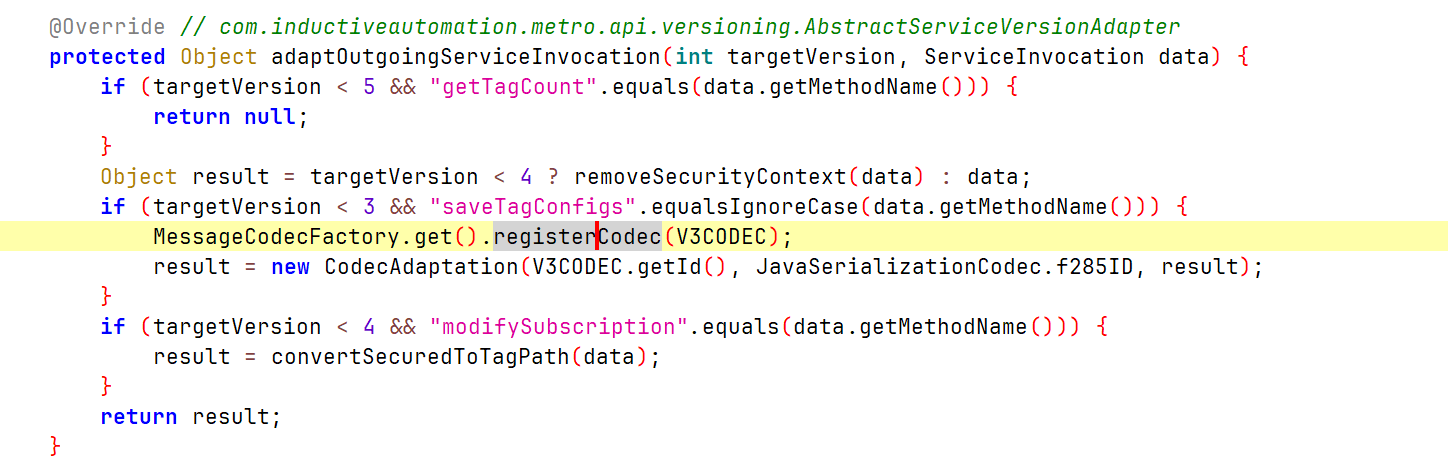 @Override // com.inductiveautomation.metro.api.versioning.AbstractServiceVersionAdapter
protected Object adaptOutgoingServiceInvocation(int targetVersion, ServiceInvocation data) {
if (targetVersion < 5 && "getTagCount".equals(data.getMethodName())) {
return null;
}
Object result = targetVersion < 4 ? removeSecurityContext(data) : data;
if (targetVersion < 3 && "saveTagConfigs".equalsIgnoreCase(data.getMethodName())) {
MessageCodecFactory.get().registerCodec(V3CODEC);
result = new CodecAdaptation(V3CODEC.getId(), JavaSerializationCodec.f285ID, result);
}
if (targetVersion < 4 && "modifySubscription".equals(data.getMethodName())) {
result = convertSecuredToTagPath(data);
}
return result;
}